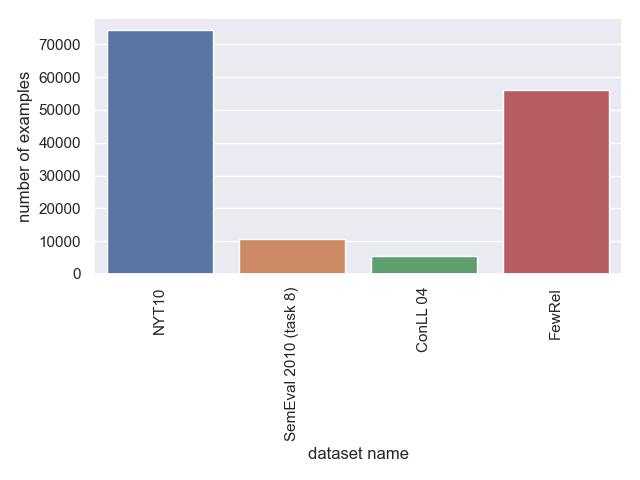 number of examples
70000
60000
50000
40000
30000
20000
10000
0
NYT10
SemEval 2010 (task 8)
ConLL 04
FewRel
dataset name